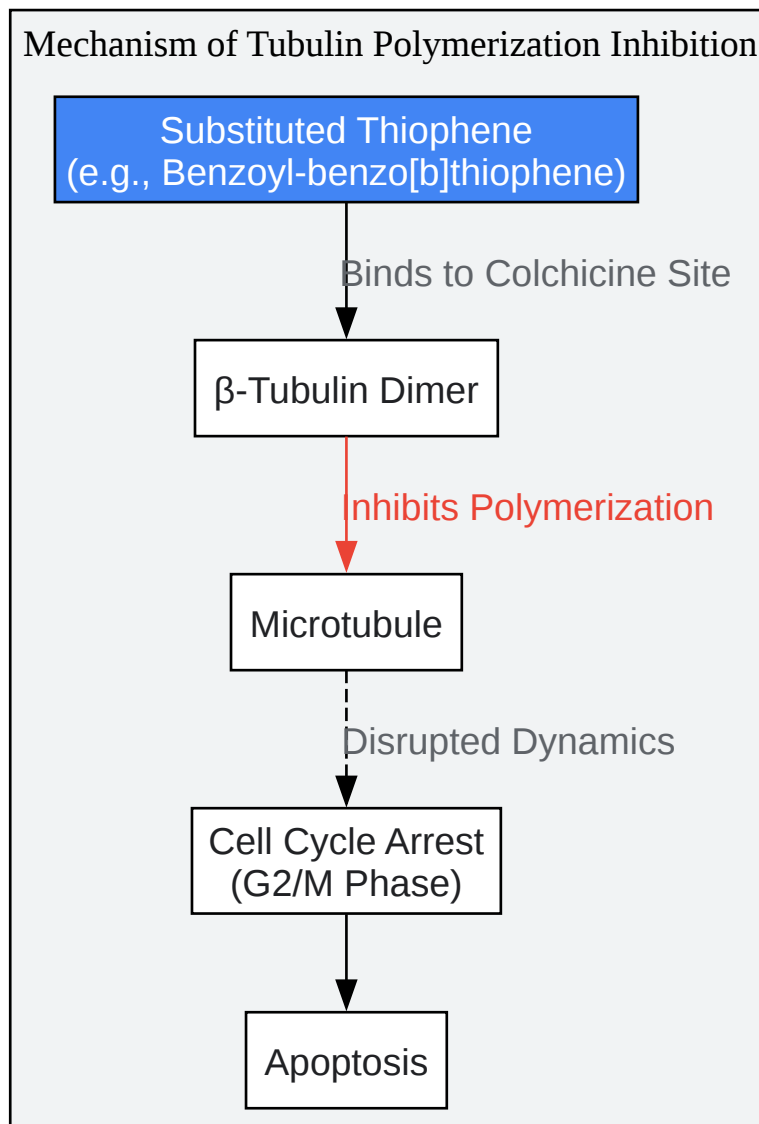 Mechanism of Tubulin Polymerization Inhibition
Substituted Thiophene
(e.g., Benzoyl-benzo[b]thiophene)
Binds to Colchicine Site
β-Tubulin Dimer
Inhibits Polymerization
Microtubule
Disrupted Dynamics
Cell Cycle Arrest
(G2/M Phase)
Apoptosis